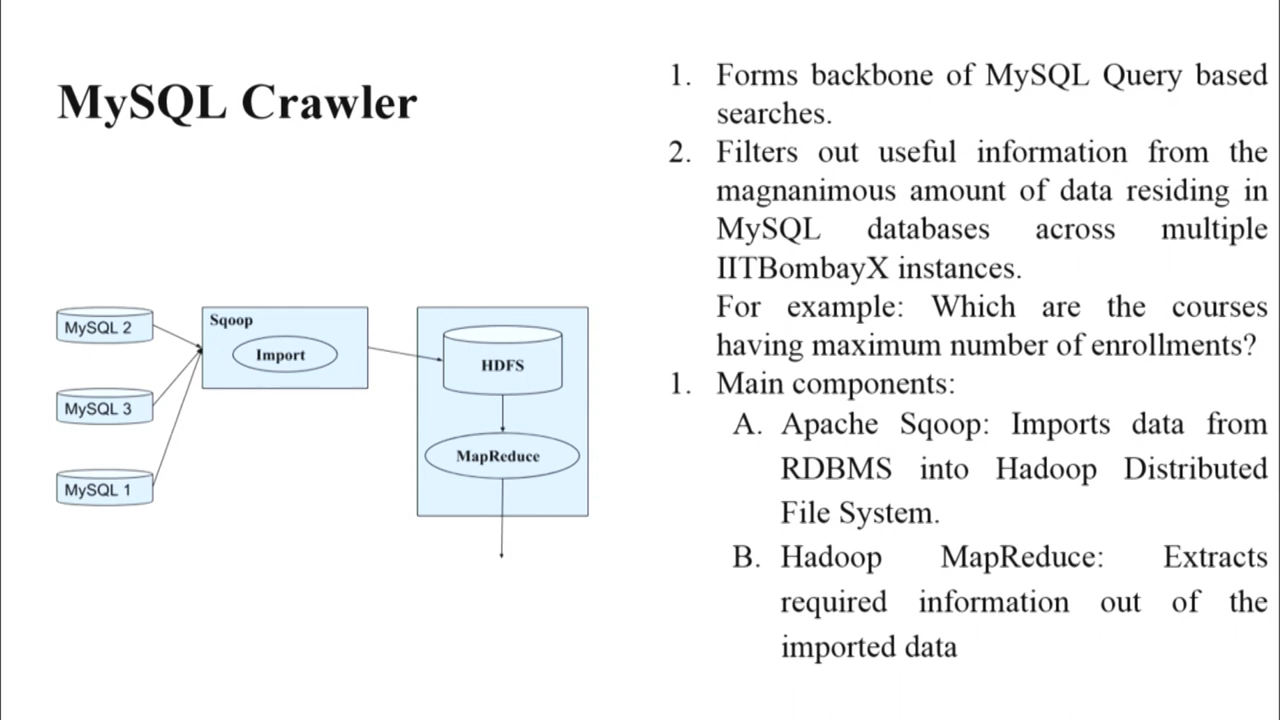 MySQL Crawler
MySQL 2
MySQL 3
MySQL 1
Sqoop
Import
HDFS
MapReduce
1. Forms backbone of MySQL Query based
searches.
2. Filters out useful information from the
magnanimous amount of data residing in
MySQL databases across multiple
IITBombayX instances.
For example: Which are the courses
having maximum number of enrollments?
1. Main components:
A. Apache Sqoop: Imports data from
RDBMS into Hadoop Distributed
File System.
B. Hadoop MapReduce: Extracts
required information out of the
imported data